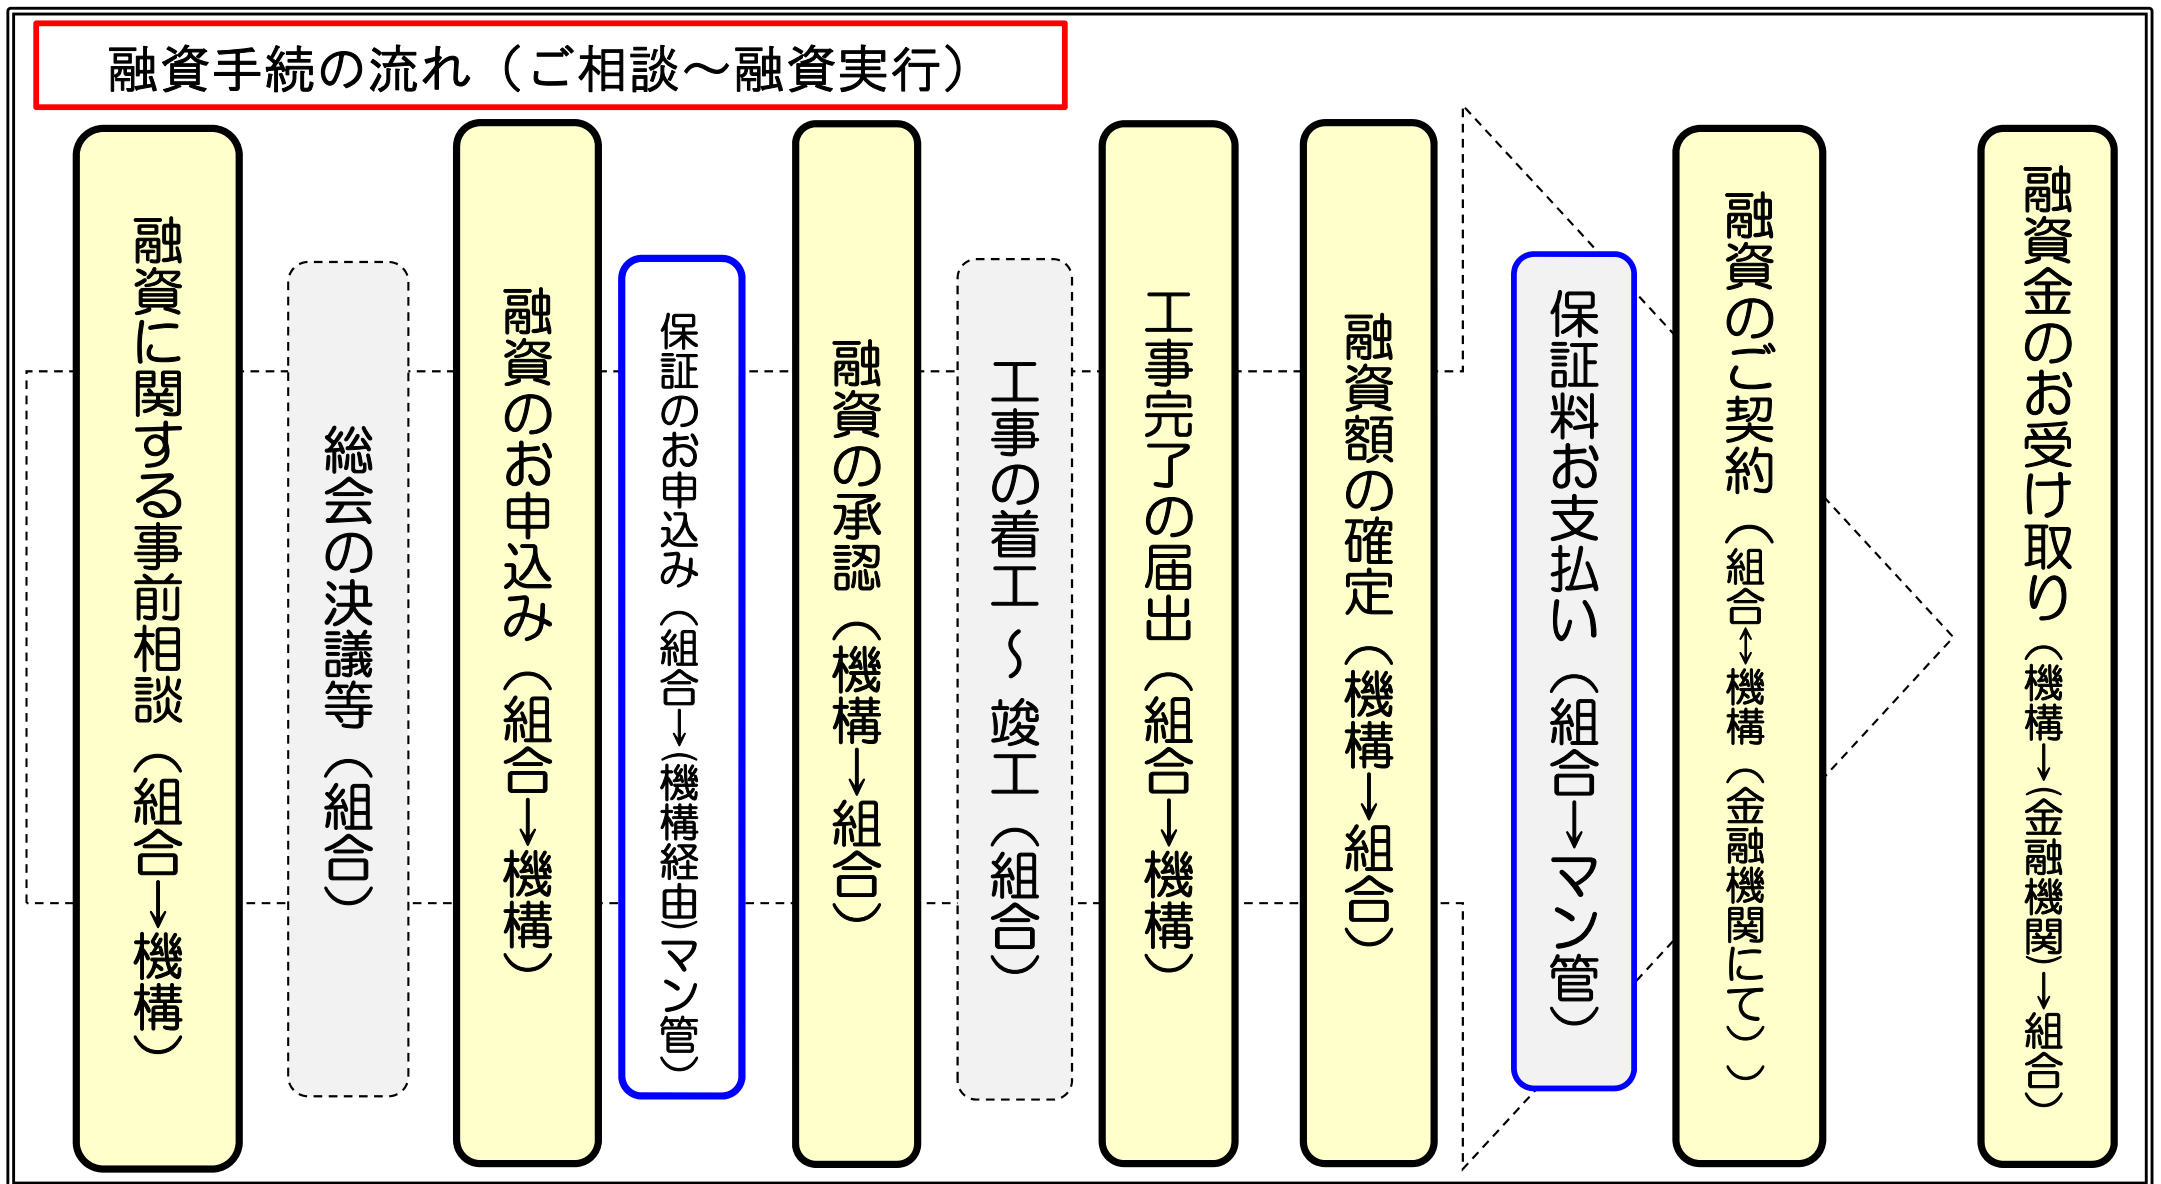 融資手続の流れ（ご相談～融資実行）
融資に関する事前相談（組合→機構）
総会の決議等（組合）
融資のお申込み（組合→機構）
保証のお申込み（組合→(機構経由)マン管）
融資の承認（機構→組合）
工事の着工～竣工（組合）
工事完了の届出（組合→機構）
融資額の確定（機構→組合）
保証料お支払い（組合→マン管）
融資のご契約（組合↔機構（金融機関にて））
融資金のお受け取り（機構→(金融機関)→組合）